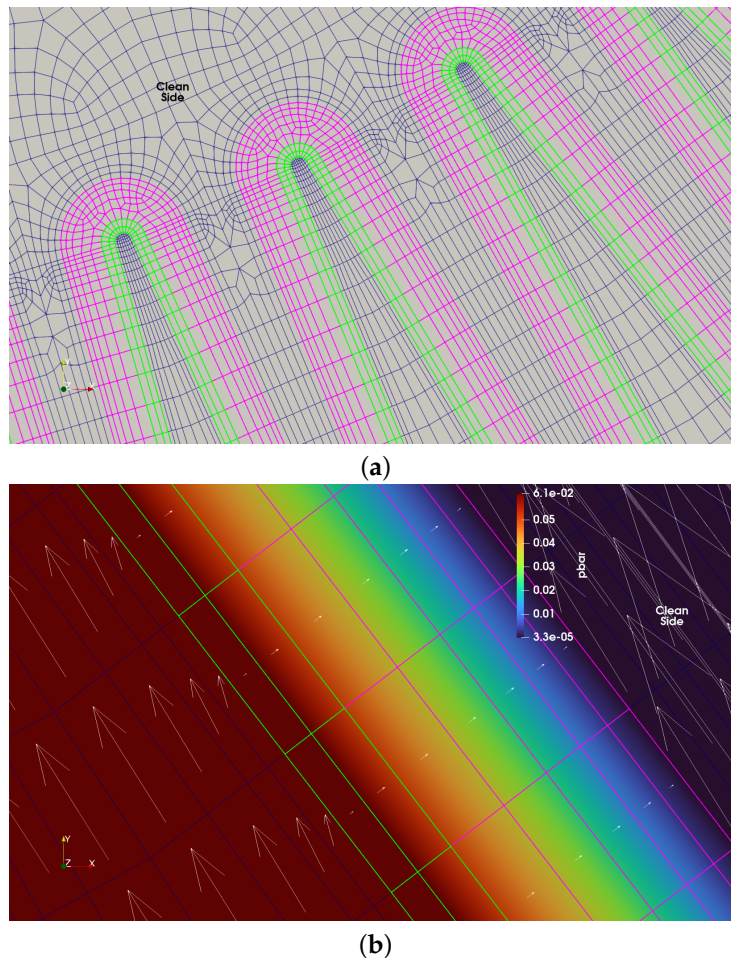 Clean
Side
(a)
6.1e-02
0.05
0.04
0.03
0.02
0.01
3.3e-05
pbar
Clean
Side
Y
Z X
(b)